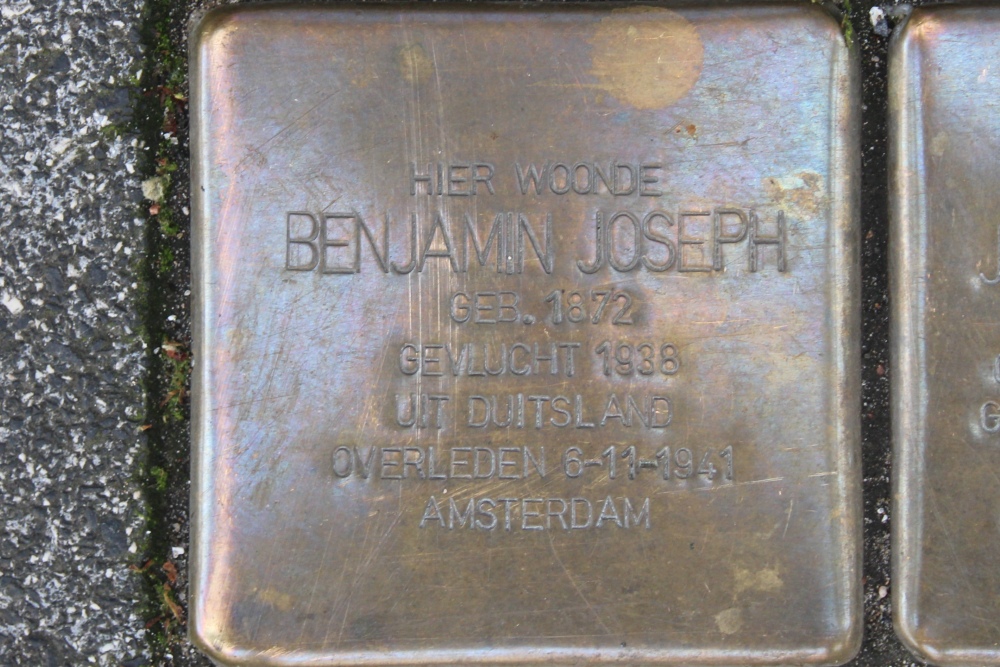 HIER WOONDE
BENJAMIN JOSEPH
GEB. 1872
GEVLUCHT 1938
UIT DUITSLAND
OVERLEDEN 6-11-1941
AMSTERDAM